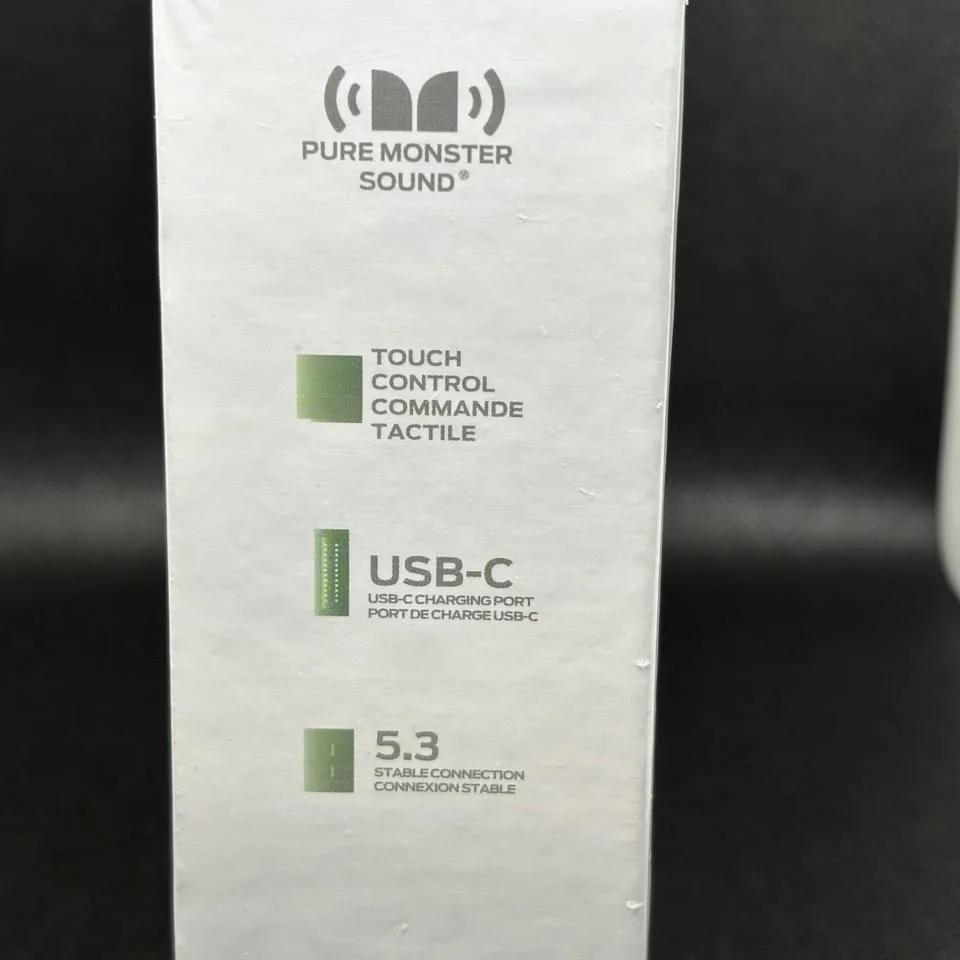 PURE MONSTER
SOUND®
TOUCH
CONTROL
COMMANDE
TACTILE
USB-C
USB-C CHARGING PORT
PORT DE CHARGE USB-C
5.3
STABLE CONNECTION
CONNEXION STABLE